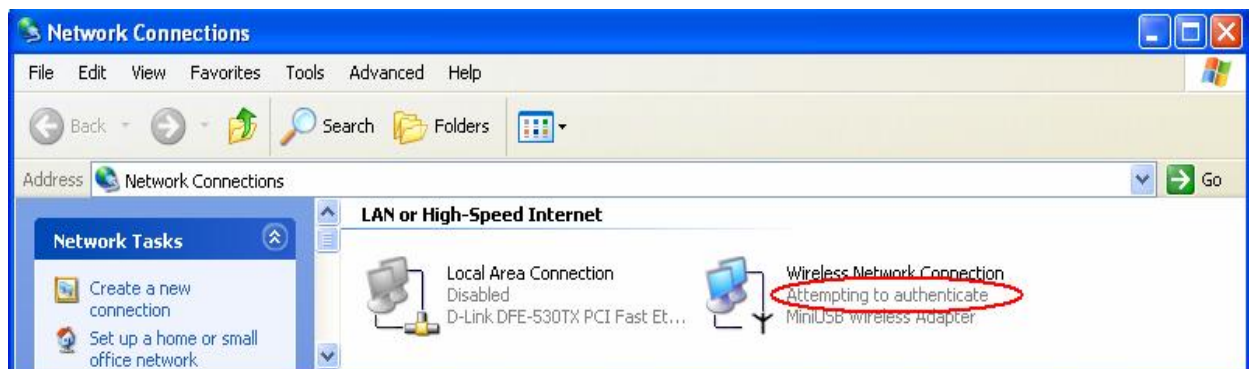 Network Connections
File Edit View Favorites Tools Advanced Help
Back Search Folders
Address Network Connections Go
LAN or High-Speed Internet
Network Tasks
Local Area Connection
Disabled
D-Link DFE-530TX PCI Fast Et...
Wireless Network Connection
Attempting to authenticate
MiniUSB Wireless Adapter
Create a new
connection
Set up a home or small
office network